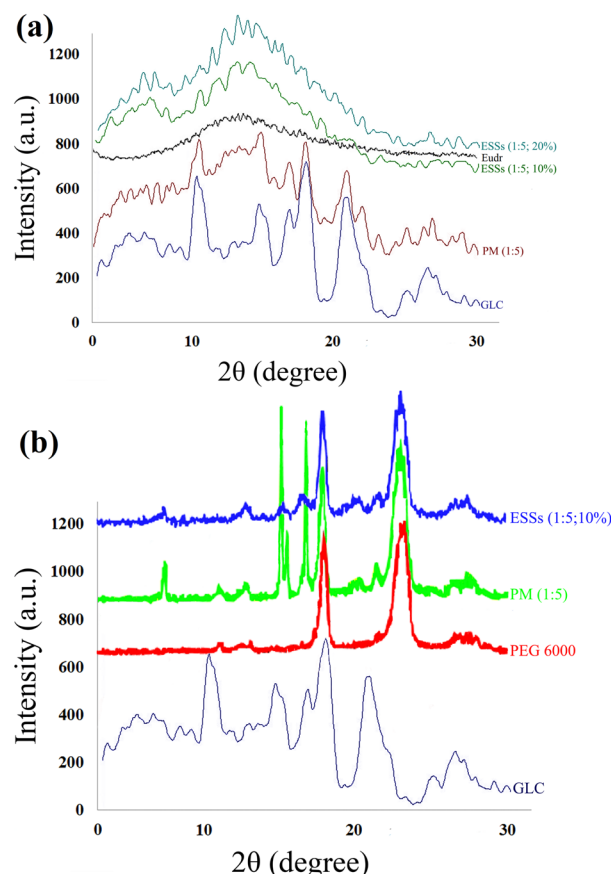 (a)
Intensity (a.u.)
1200
1000
800
600
400
200
0
ESSs (1:5; 20%)
Eudr
ESSs (1:5; 10%)
PM (1:5)
GLC
0 10 20 30
2θ (degree)
(b)
Intensity (a.u.)
1200
1000
800
600
400
200
0
ESSs (1:5;10%)
PM (1:5)
PEG 6000
GLC
0 10 20 30
2θ (degree)